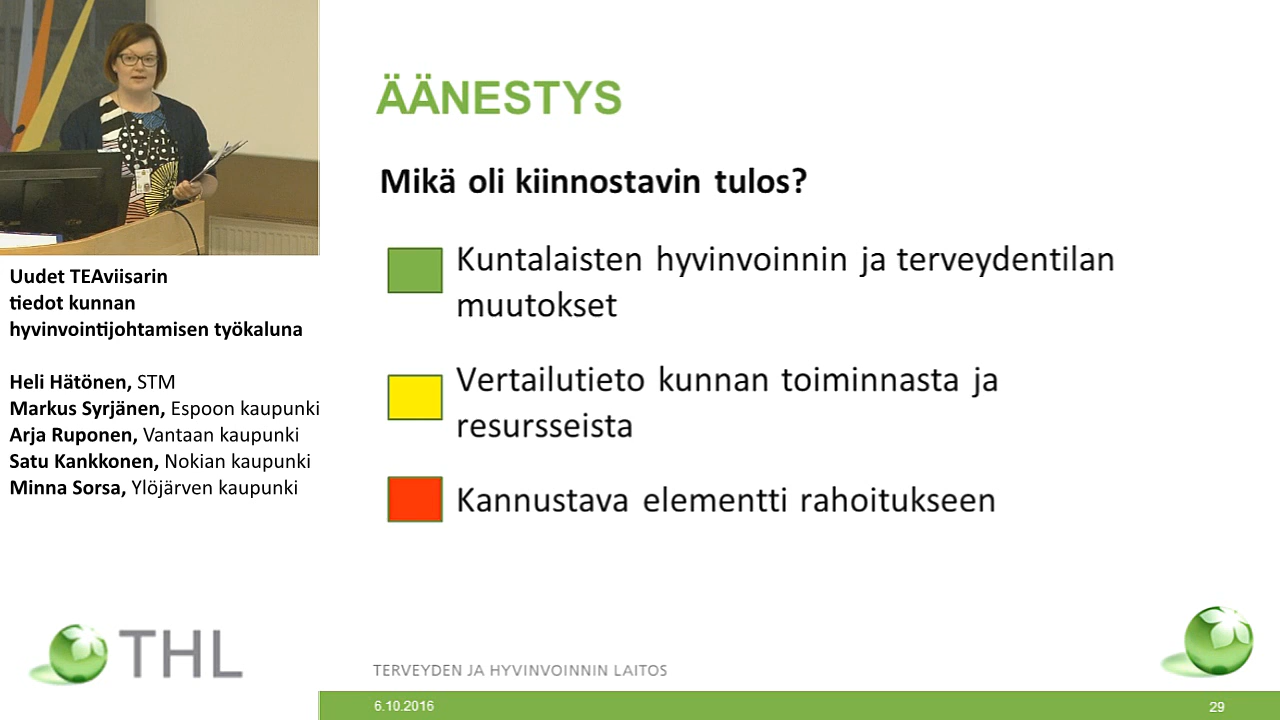 Uudet TEAviisarin
tiedot kunnan
hyvinvointijohtamisen työkaluna
Heli Hätönen, STM
Markus Syrjänen, Espoon kaupunki
Arja Ruponen, Vantaan kaupunki
Satu Kankkonen, Nokian kaupunki
Minna Sorsa, Ylöjärven kaupunki
THL
ÄÄNESTYS
Mikä oli kiinnostavin tulos?
Kuntalaisten hyvinvoinnin ja terveydentilan
muutokset
Vertailutieto kunnan toiminnasta ja
resursseista
Kannustava elementti rahoitukseen
TERVEYDEN JA HYVINVOINNIN LAITOS
6.10.2016
29